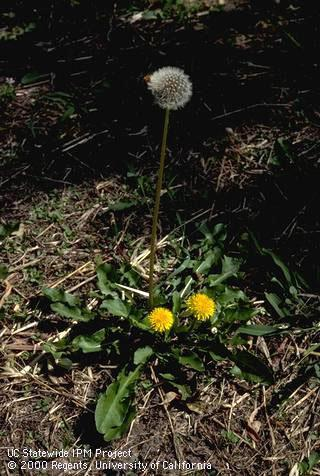 UC Statewide IPM Project
© 2000 Regents, University of California